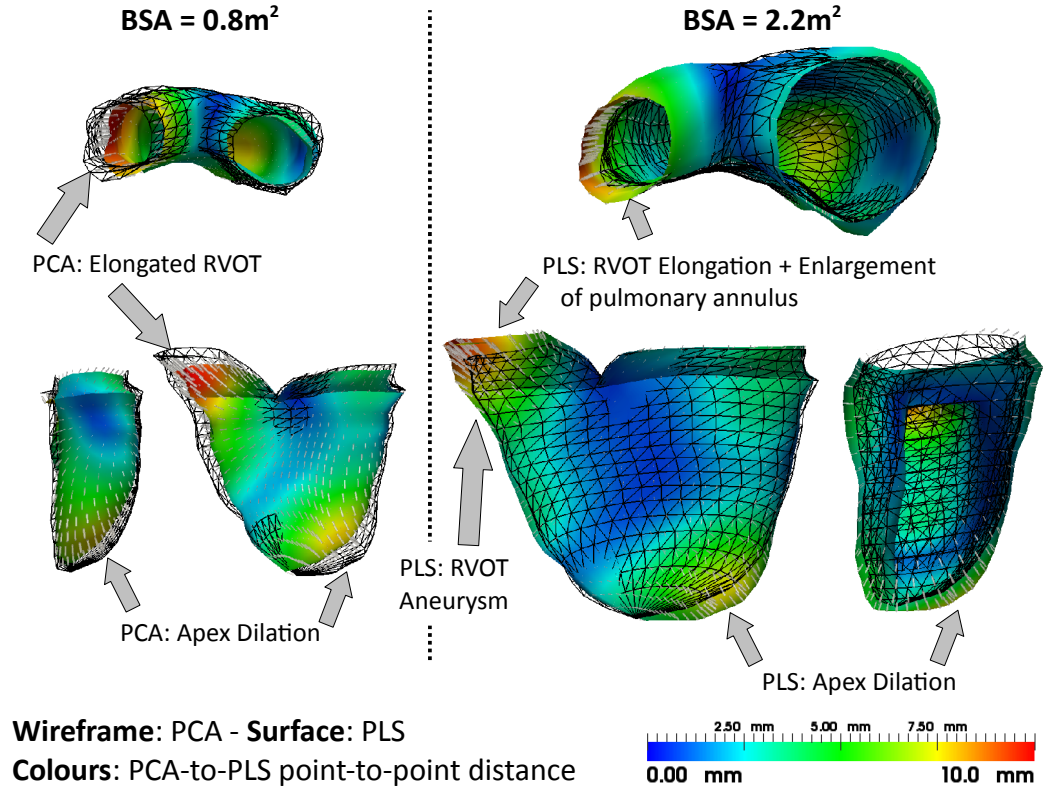 BSA = 0.8m²
BSA = 2.2m²
PCA: Elongated RVOT
PLS: RVOT Elongation + Enlargement
of pulmonary annulus
PLS: RVOT
Aneurysm
PCA: Apex Dilation
PLS: Apex Dilation
Wireframe: PCA - Surface: PLS
Colours: PCA-to-PLS point-to-point distance
2.50 mm 5.00 mm 7.50 mm
0.00 mm 10.0 mm